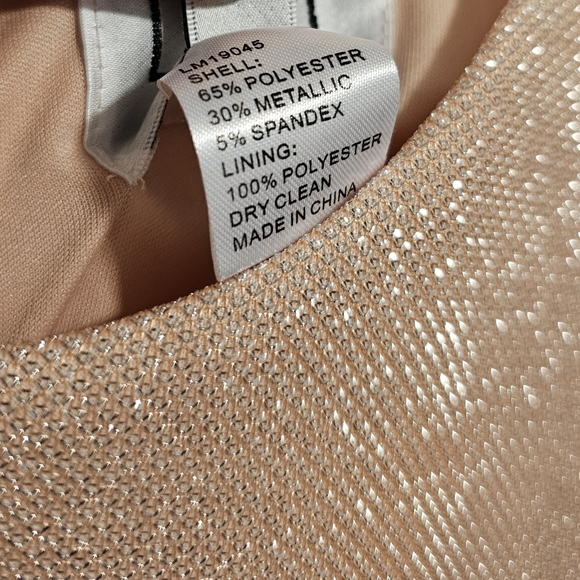 LM19045
SHELL:
65% POLYESTER
30% METALLIC
5% SPANDEX
LINING:
100% POLYESTER
DRY CLEAN
MADE IN CHINA